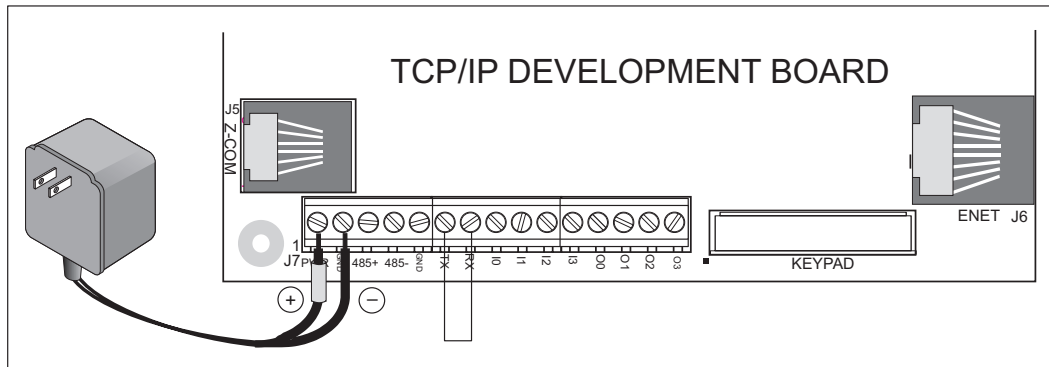 TCP/IP DEVELOPMENT BOARD
J5
Z-COM
ENET J6
1
J7 PWR GND 485+ 485- GND TX RX I0 I1 I2 I3 O0 O1 O2 O3
KEYPAD
+ −